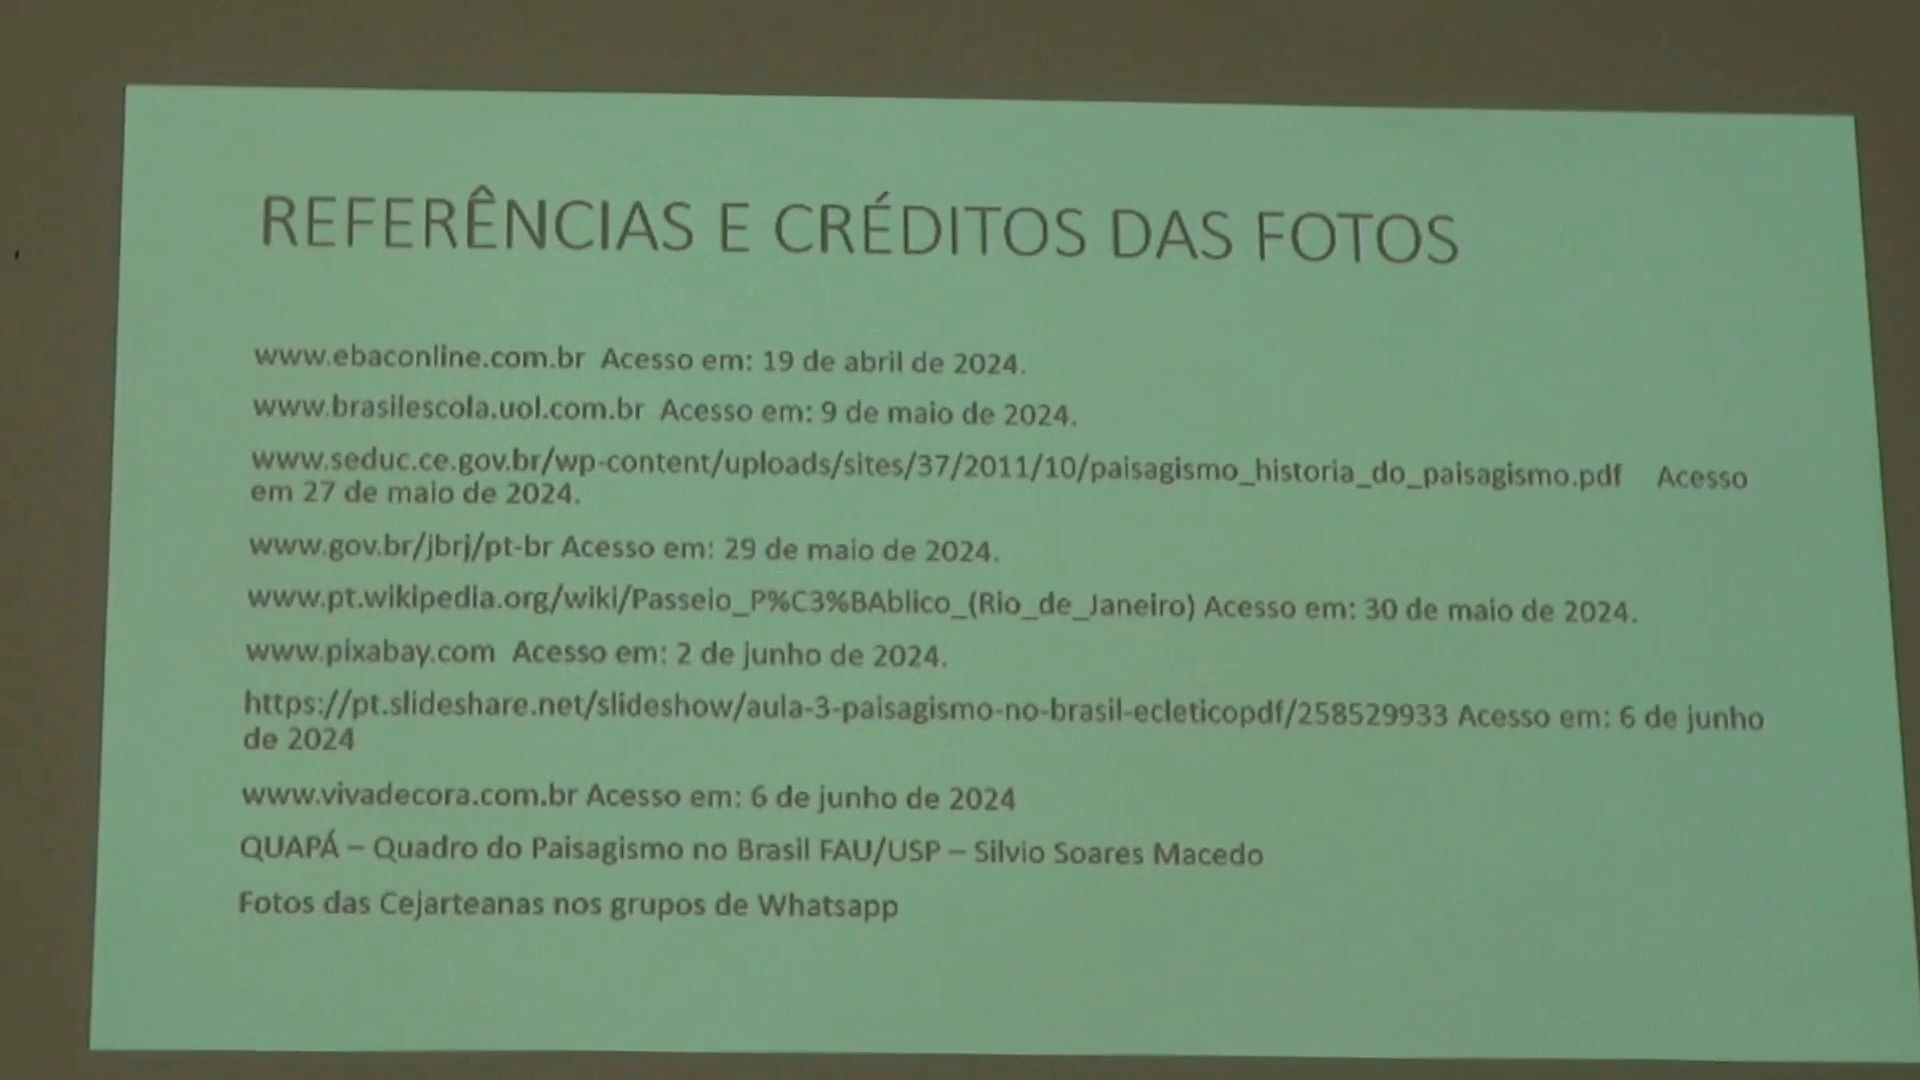 REFERÊNCIAS E CRÉDITOS DAS FOTOS
www.ebaconline.com.br Acesso em: 19 de abril de 2024.
www.brasilescola.uol.com.br Acesso em: 9 de maio de 2024.
www.seduc.ce.gov.br/wp-content/uploads/sites/37/2011/10/paisagismo_historia_do_paisagismo.pdf Acesso
em 27 de maio de 2024.
www.gov.br/jbrj/pt-br Acesso em: 29 de maio de 2024.
www.pt.wikipedia.org/wiki/Passeio_P%C3%BAblico_(Rio_de_Janeiro) Acesso em: 30 de maio de 2024.
www.pixabay.com Acesso em: 2 de junho de 2024.
https://pt.slideshare.net/slideshow/aula-3-paisagismo-no-brasil-ecleticopdf/258529933 Acesso em: 6 de junho
de 2024
www.vivadecora.com.br Acesso em: 6 de junho de 2024
QUAPÁ – Quadro do Paisagismo no Brasil FAU/USP – Silvio Soares Macedo
Fotos das Cejarteanas nos grupos de Whatsapp